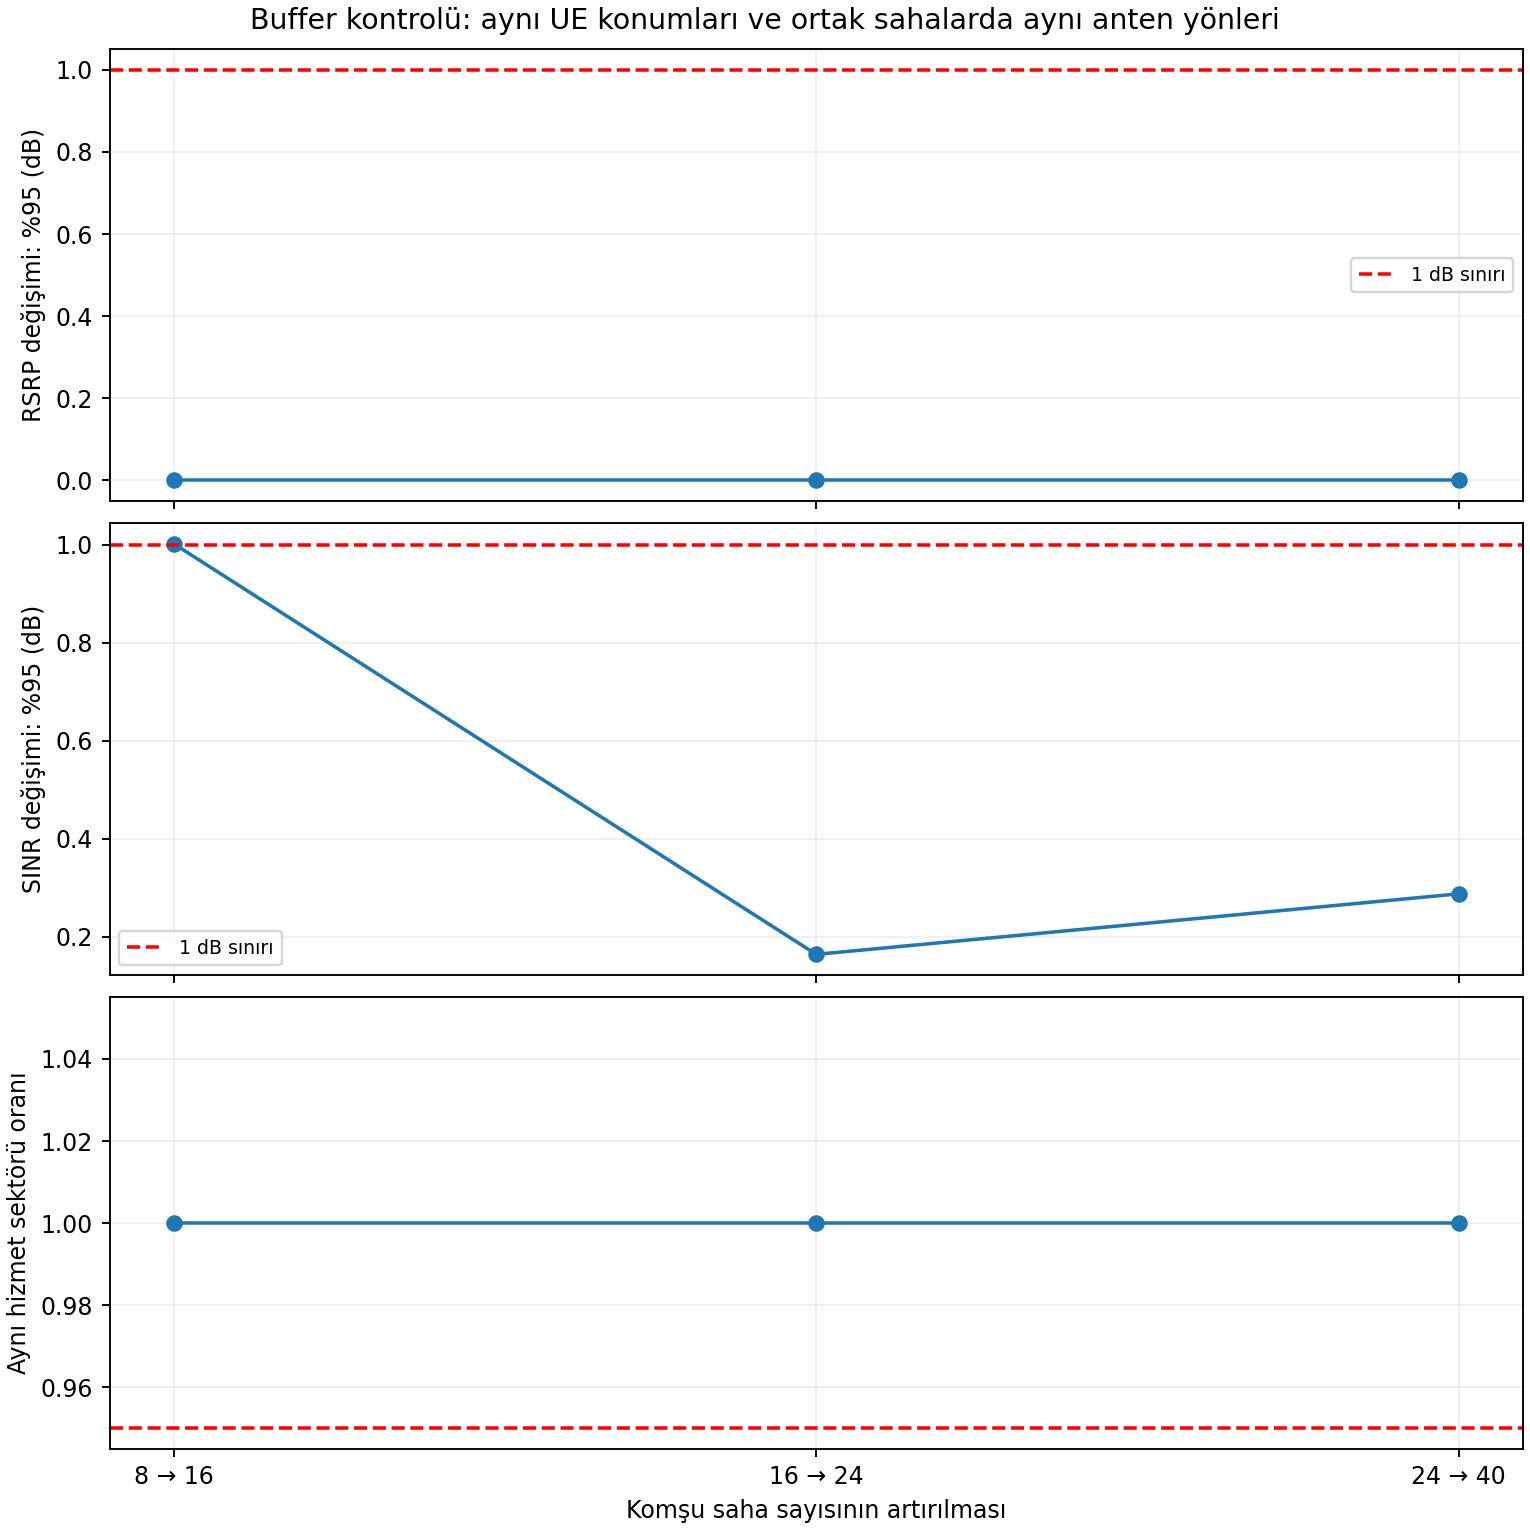 Buffer kontrolü: aynı UE konumları ve ortak sahalarda aynı anten yönleri
RSRP değişimi: %95 (dB)
1.0
0.8
0.6
0.4
0.2
0.0
1 dB sınırı
SINR değişimi: %95 (dB)
1.0
0.8
0.6
0.4
0.2
1 dB sınırı
Aynı hizmet sektörü oranı
1.04
1.02
1.00
0.98
0.96
8 → 16
16 → 24
24 → 40
Komşu saha sayısının artırılması